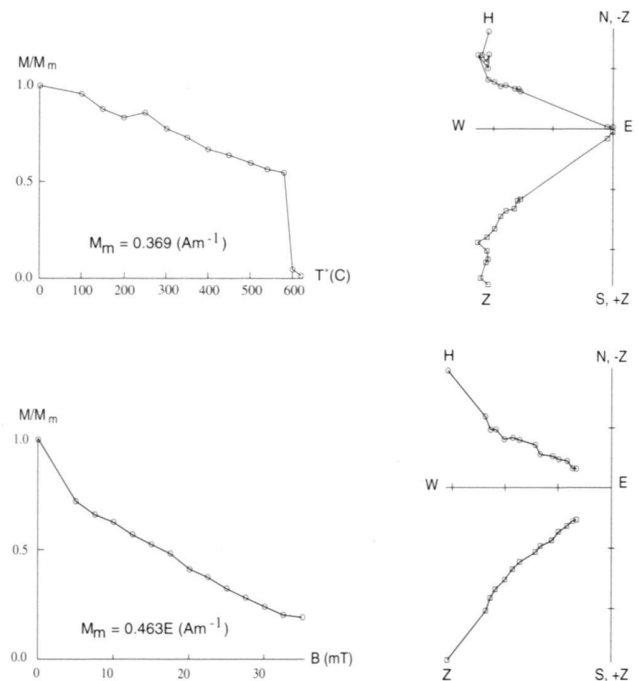 H N, -Z
M/Mm
1.0
W E
0.5
Mm = 0.369 (Am-1)
0.0
0 100 200 300 400 500 600 T°(C)
Z S, +Z
H N, -Z
M/Mm
1.0
W E
0.5
Mm = 0.463E (Am-1)
0.0
0 10 20 30 B (mT)
Z S, +Z